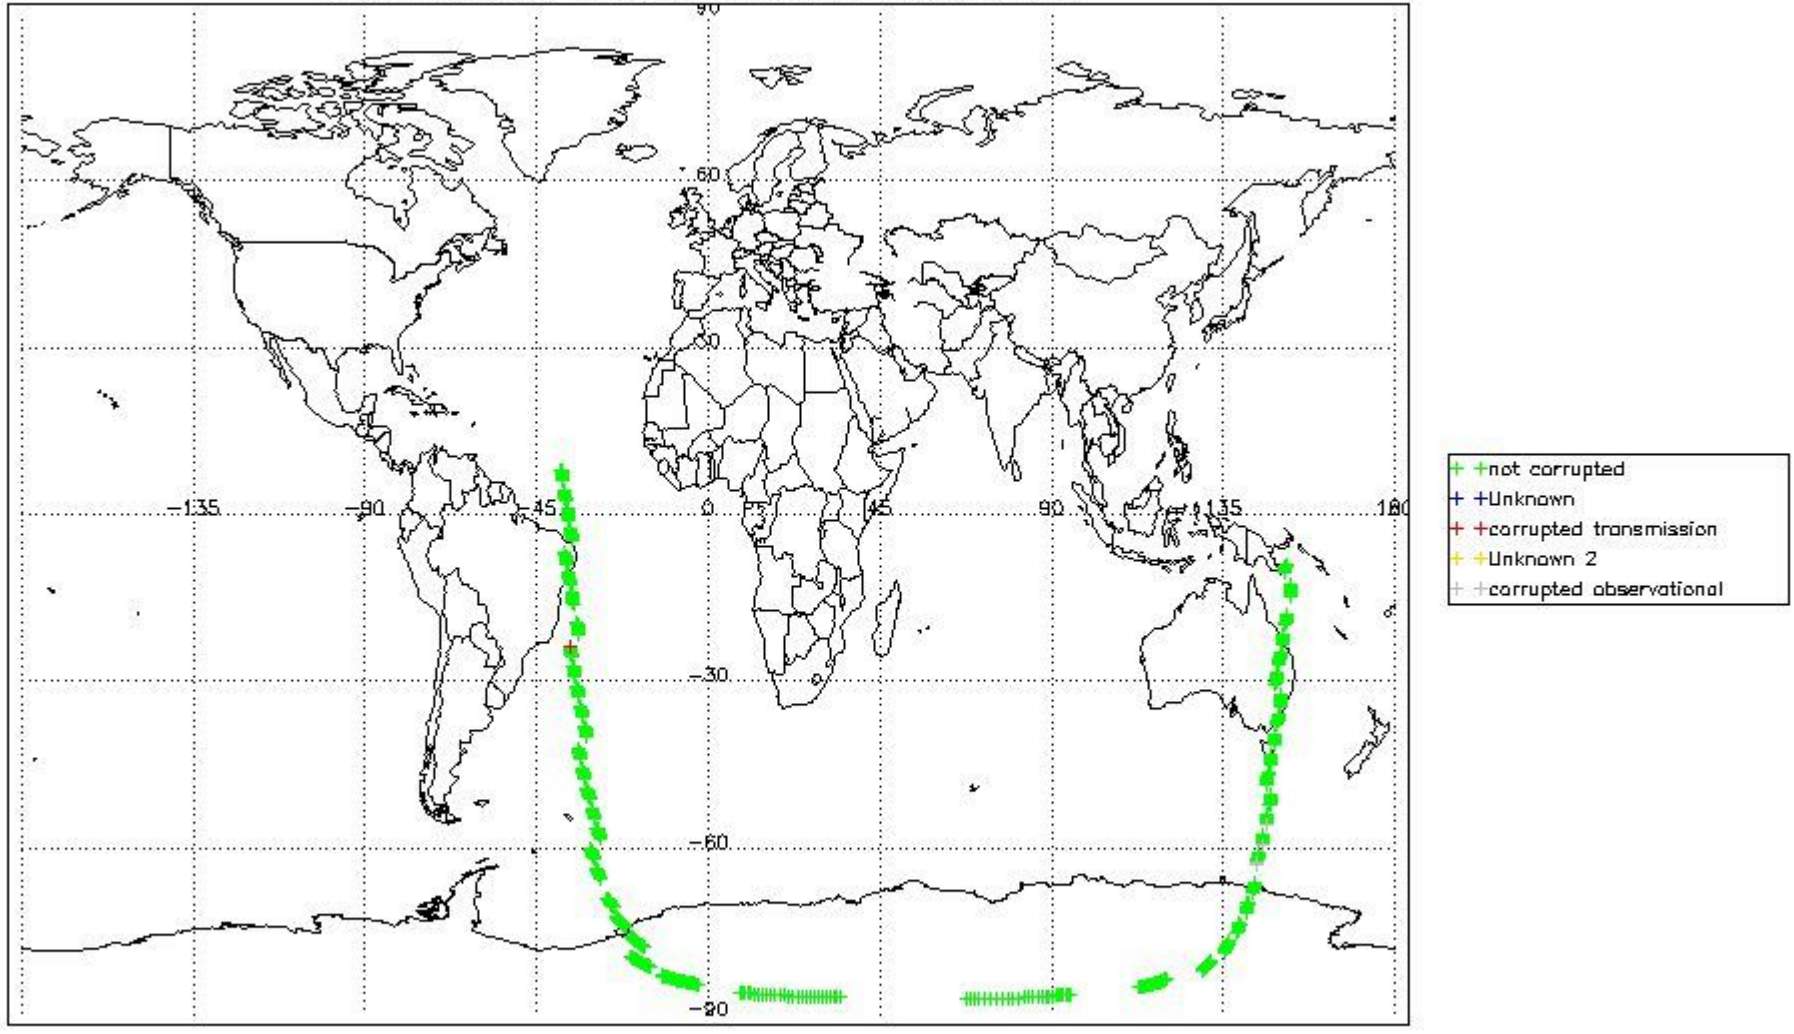 90
60
30
-135
-90
-45
0
45
90
135
180
-30
-60
-90
not corrupted
Unknown
corrupted transmission
Unknown 2
corrupted observational